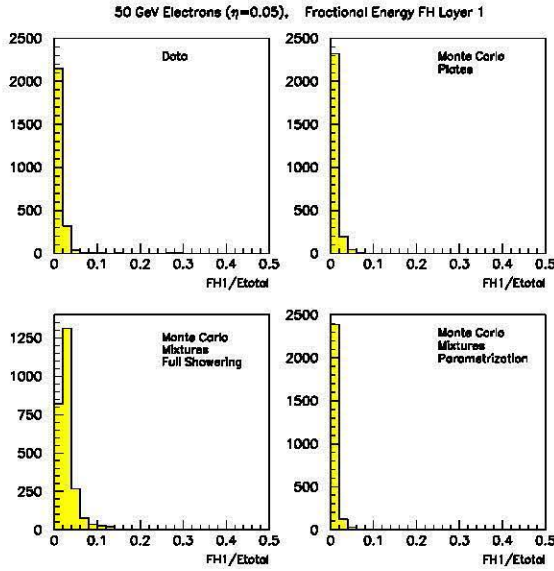 50 GeV Electrons (η=0.05), Fractional Energy FH Layer 1
2500
2000
1500
1000
500
0
Data
0 0.1 0.2 0.3 0.4 0.5
FH1/Etotal
2500
2000
1500
1000
500
0
Monte Carlo
Plates
0 0.1 0.2 0.3 0.4 0.5
FH1/Etotal
1250
1000
750
500
250
0
Monte Carlo
Mixtures
Full Showering
0 0.1 0.2 0.3 0.4 0.5
FH1/Etotal
2500
2000
1500
1000
500
0
Monte Carlo
Mixtures
Parametrization
0 0.1 0.2 0.3 0.4 0.5
FH1/Etotal